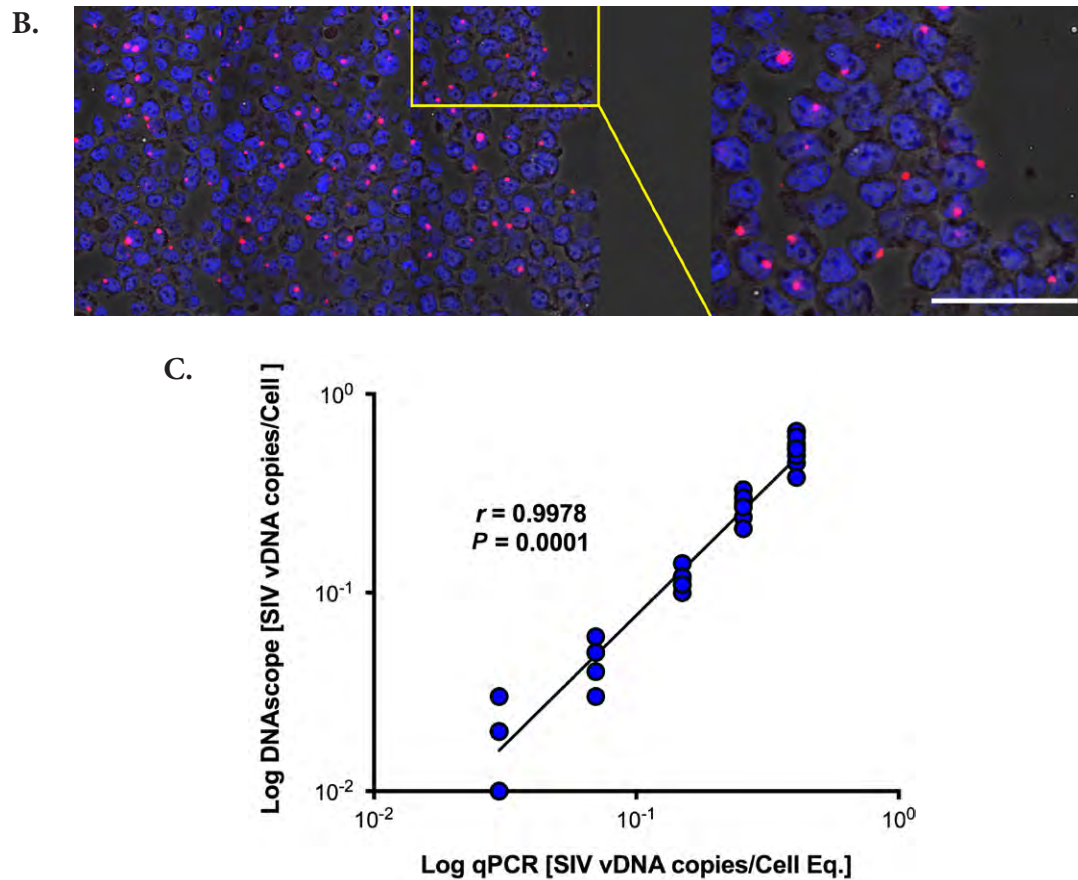 B.
C.
Log DNAscope [SIV vDNA copies/Cell ]
10⁰
10⁻¹
10⁻²
r = 0.9978
P = 0.0001
10⁻² 10⁻¹ 10⁰
Log qPCR [SIV vDNA copies/Cell Eq.]